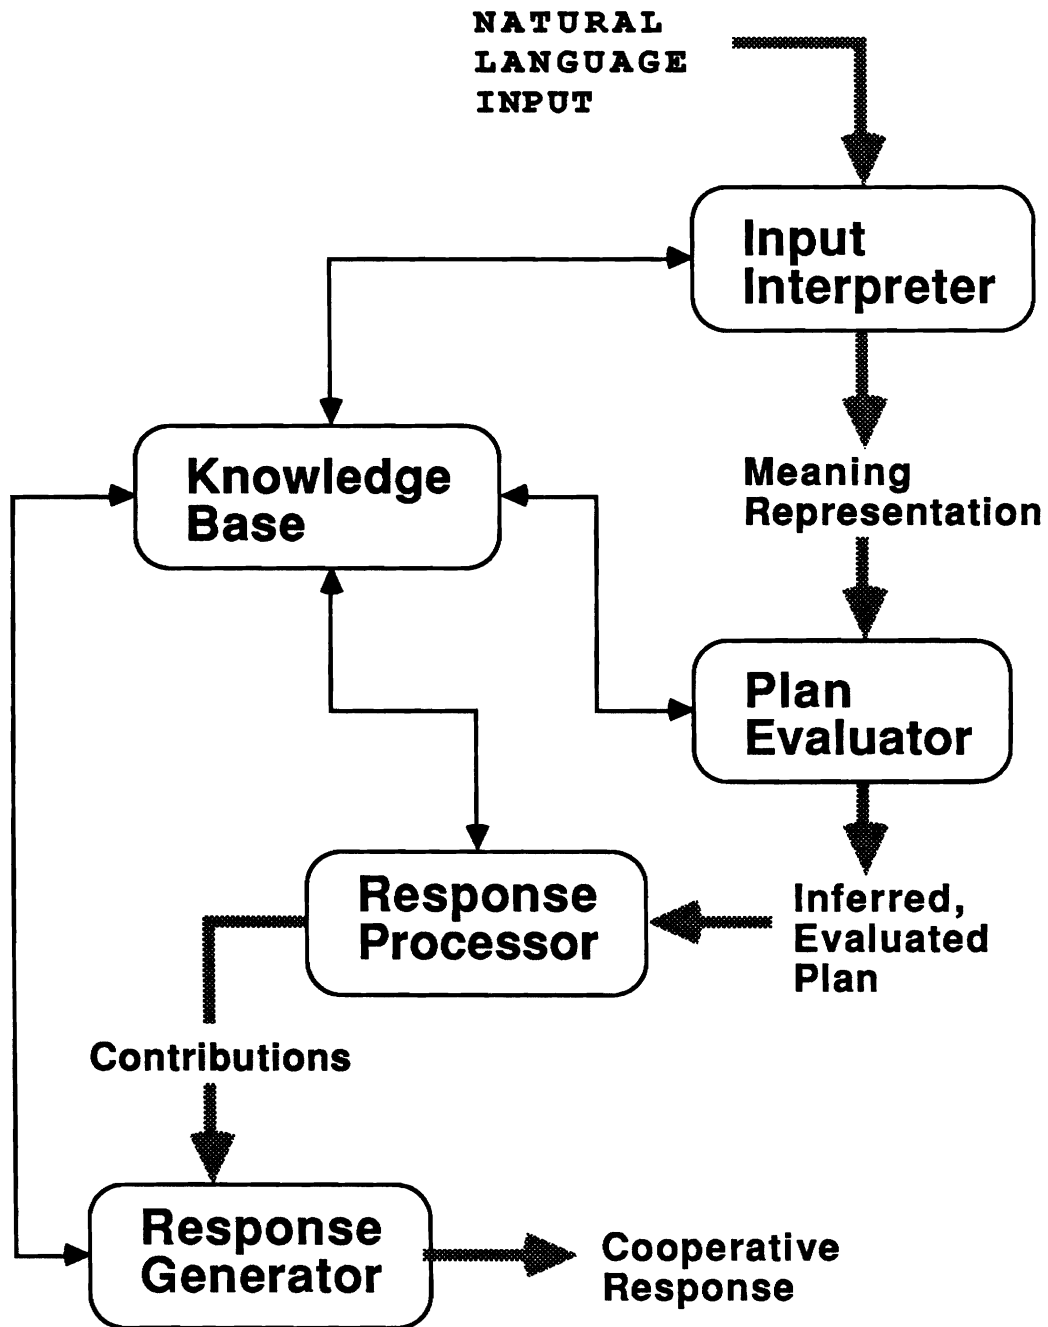 NATURAL
LANGUAGE
INPUT
Input
Interpreter
Knowledge
Base
Meaning
Representation
Plan
Evaluator
Response
Processor
Inferred,
Evaluated
Plan
Contributions
Response
Generator
Cooperative
Response